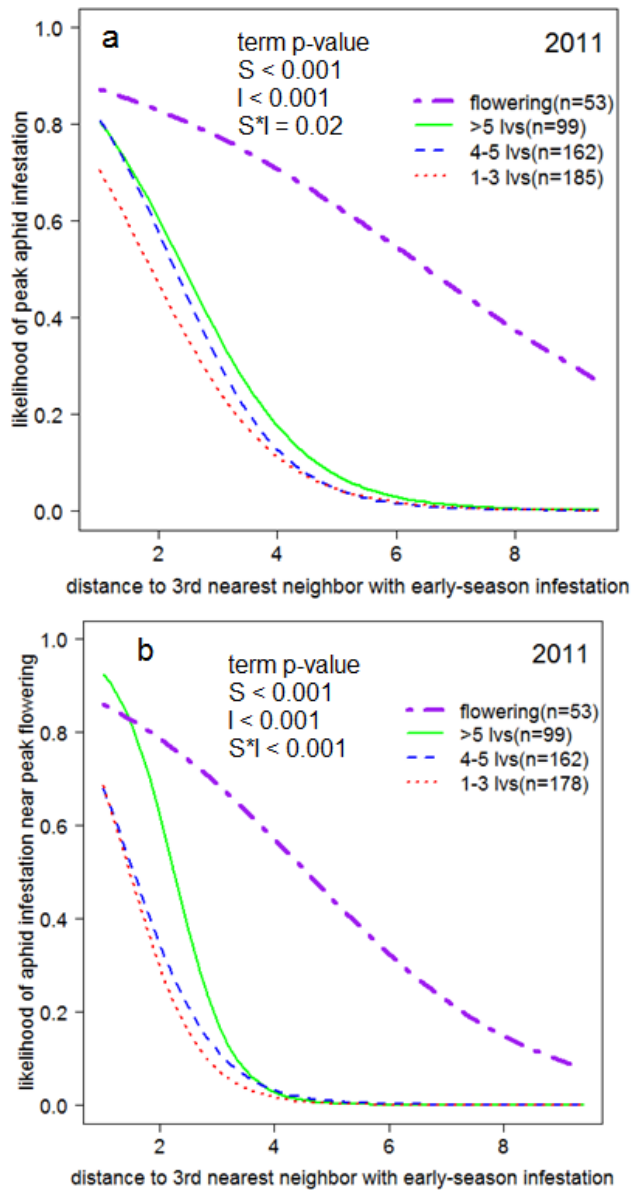 a
term p-value
S < 0.001
I < 0.001
S*I = 0.02
2011
flowering(n=53)
>5 lvs(n=99)
4-5 lvs(n=162)
1-3 lvs(n=185)
likelihood of peak aphid infestation
1.0
0.8
0.6
0.4
0.2
0.0
2
4
6
8
distance to 3rd nearest neighbor with early-season infestation
b
term p-value
S < 0.001
I < 0.001
S*I < 0.001
2011
flowering(n=53)
>5 lvs(n=99)
4-5 lvs(n=162)
1-3 lvs(n=178)
likelihood of aphid infestation near peak flowering
1.0
0.8
0.6
0.4
0.2
0.0
2
4
6
8
distance to 3rd nearest neighbor with early-season infestation